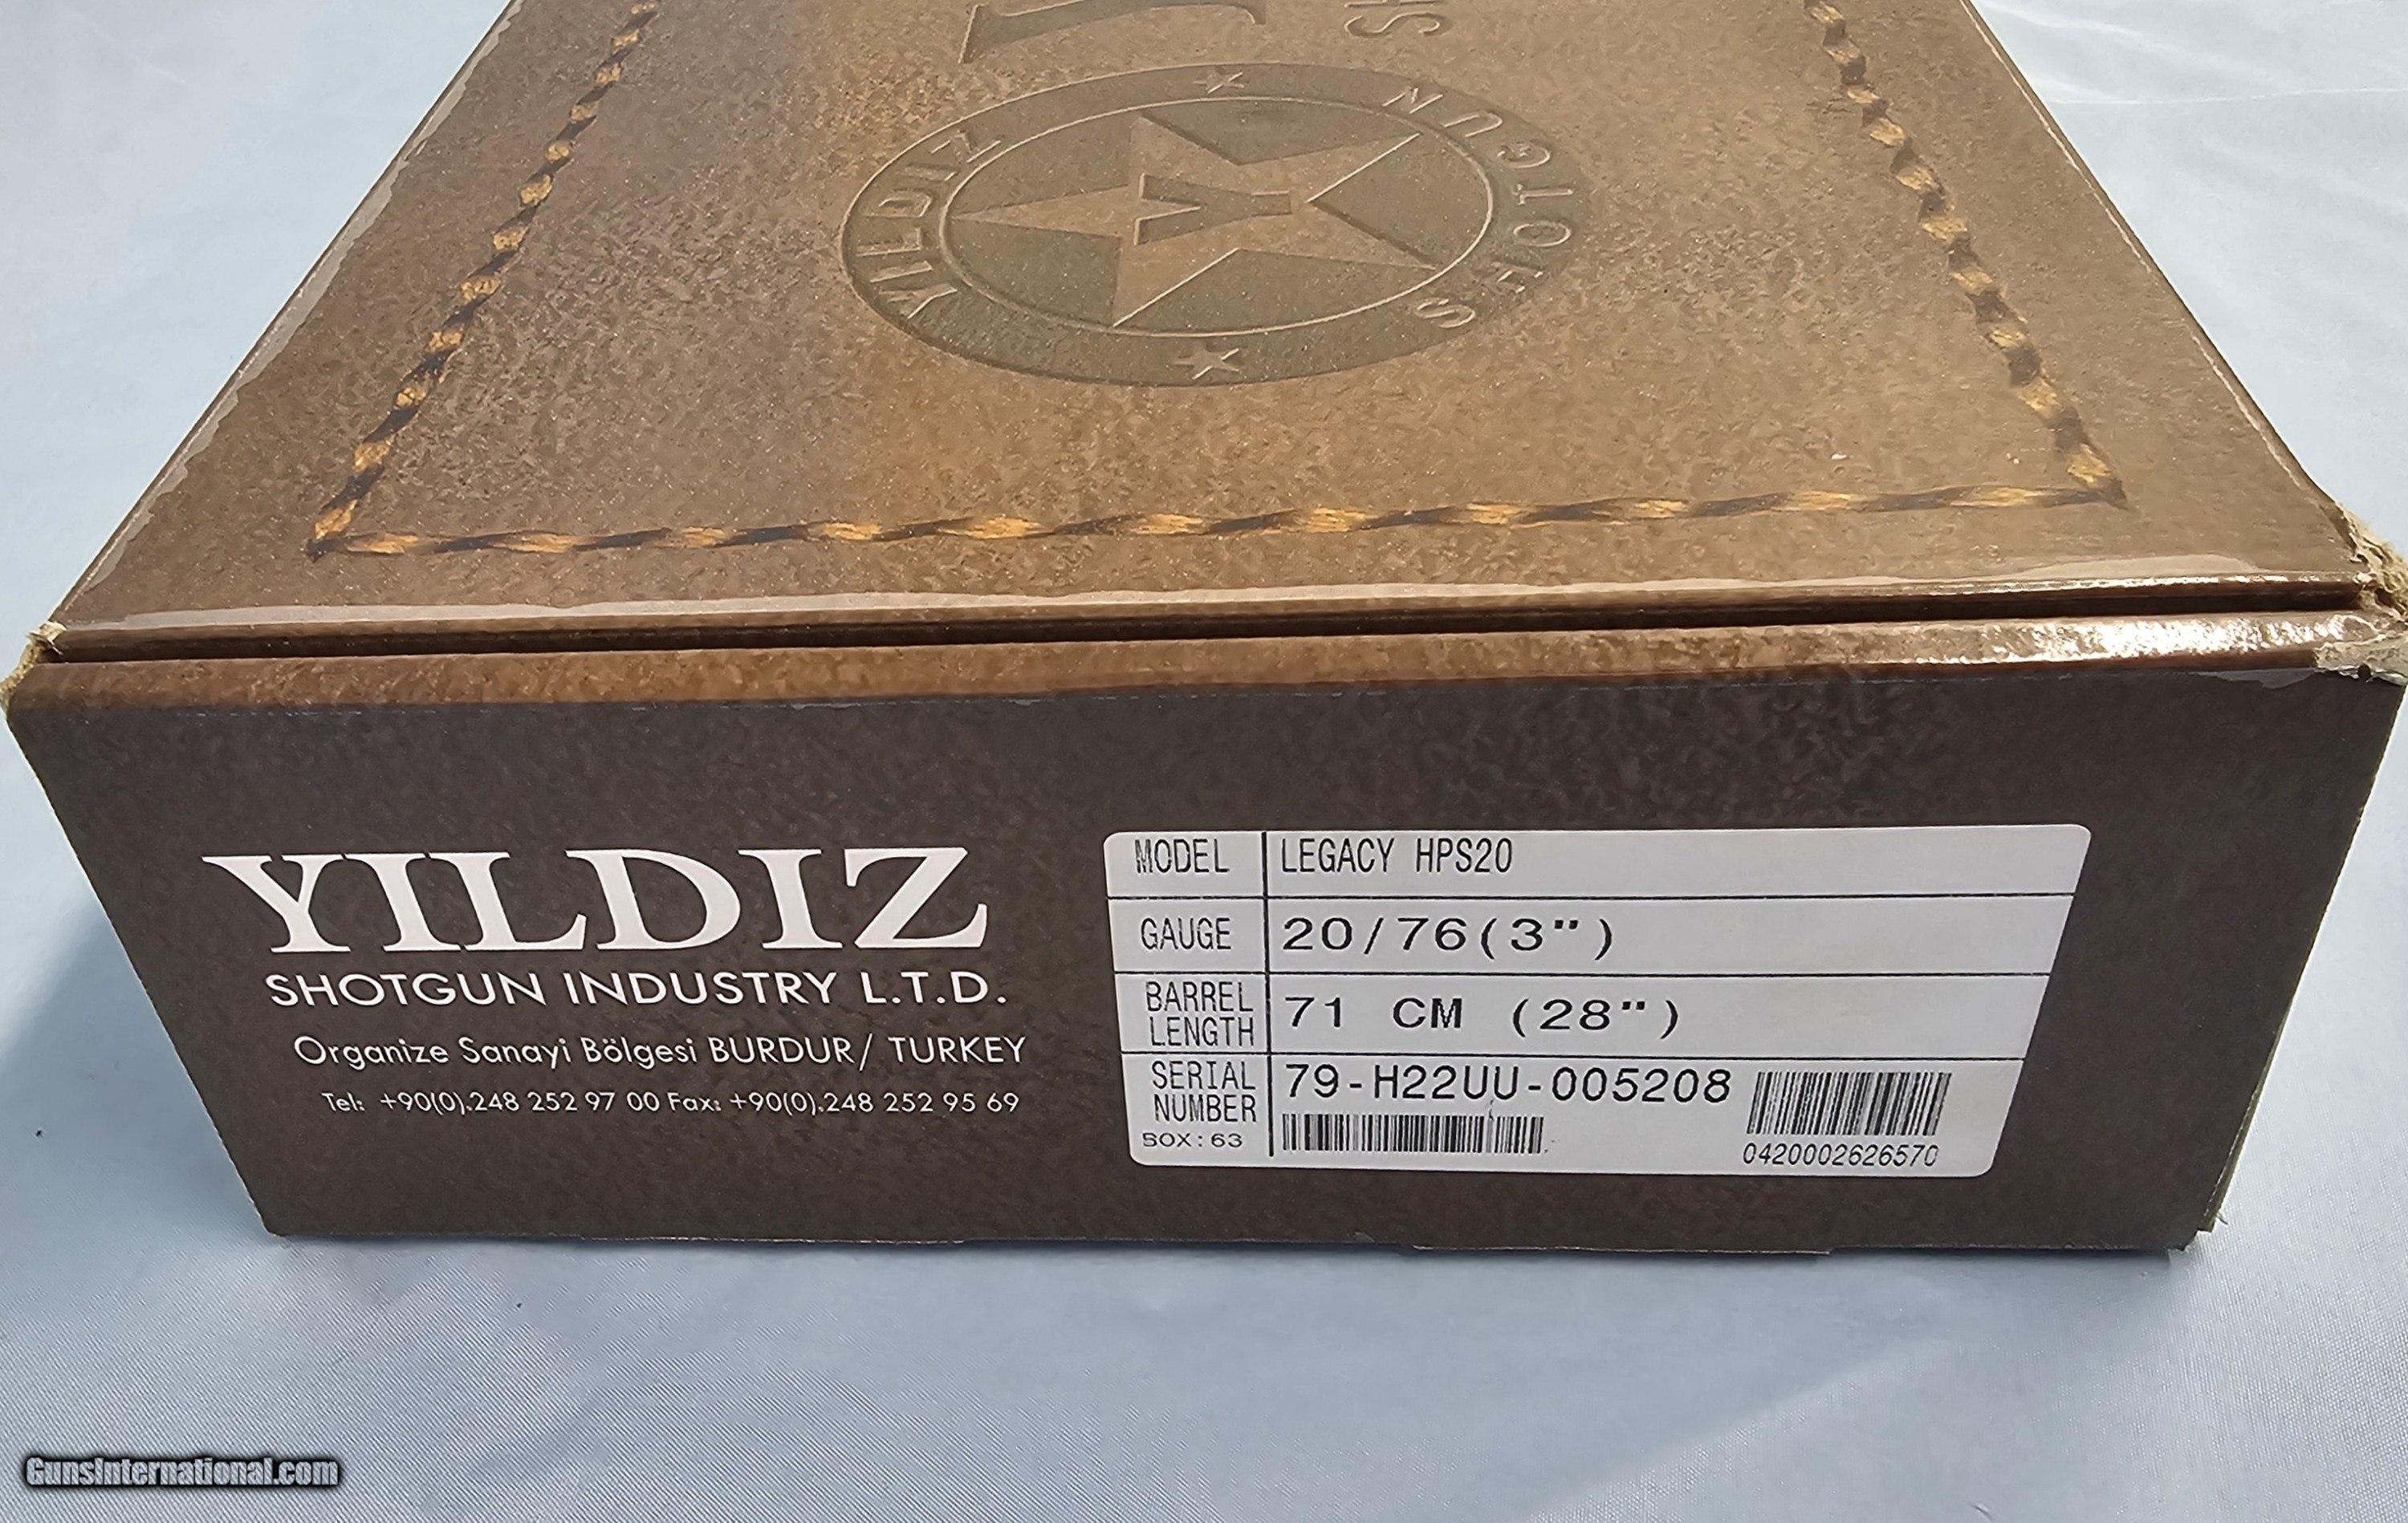 SH
YILDIZ SHOTGUN
Y
YILDIZ
SHOTGUN INDUSTRY L.T.D.
Organize Sanayi Bölgesi BURDUR/ TURKEY
Tel: +90(0).248 252 97 00 Fax: +90(0).248 252 95 69
MODEL LEGACY HPS20
GAUGE 20/76(3")
BARREL LENGTH 71 CM (28")
SERIAL NUMBER 79-H22UU-005208
BOX:63
0420002626570
GunsInternational.com